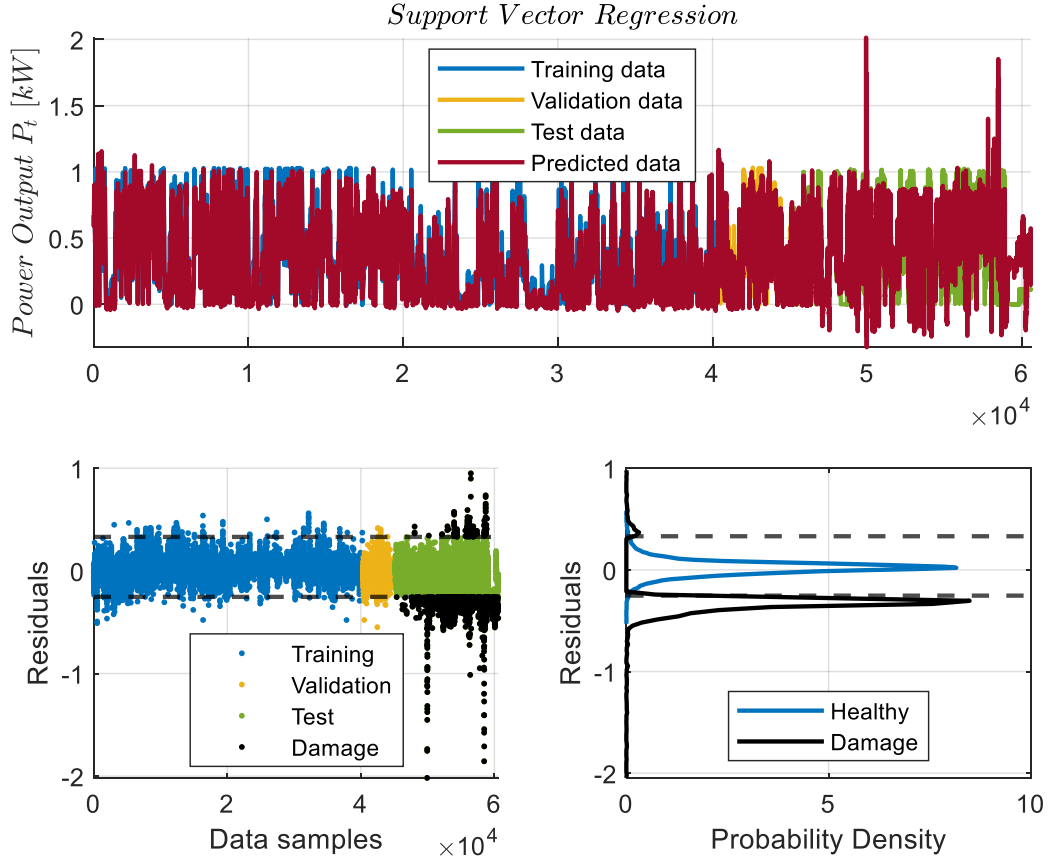 Support Vector Regression
Power Output P_t [kW]
2
1.5
1
0.5
0
Training data
Validation data
Test data
Predicted data
0 1 2 3 4 5 6
×10^4
Residuals
1
0
-1
-2
Training
Validation
Test
Damage
0 2 4 6
Data samples
×10^4
Residuals
1
0
-1
-2
Healthy
Damage
0 5 10
Probability Density